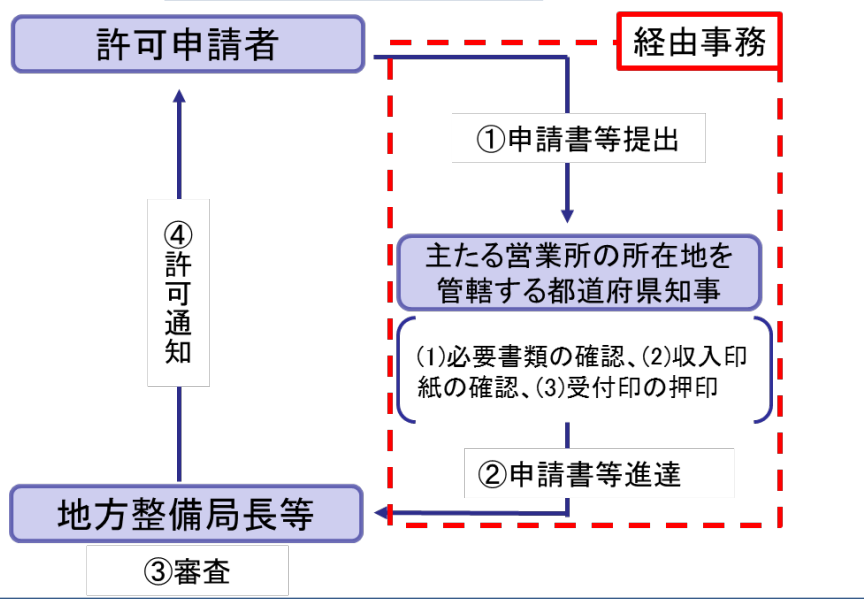 許可申請者
経由事務
①申請書等提出
主たる営業所の所在地を
管轄する都道府県知事
(1)必要書類の確認、(2)収入印
紙の確認、(3)受付印の押印
②申請書等進達
地方整備局長等
③審査
④許可通知